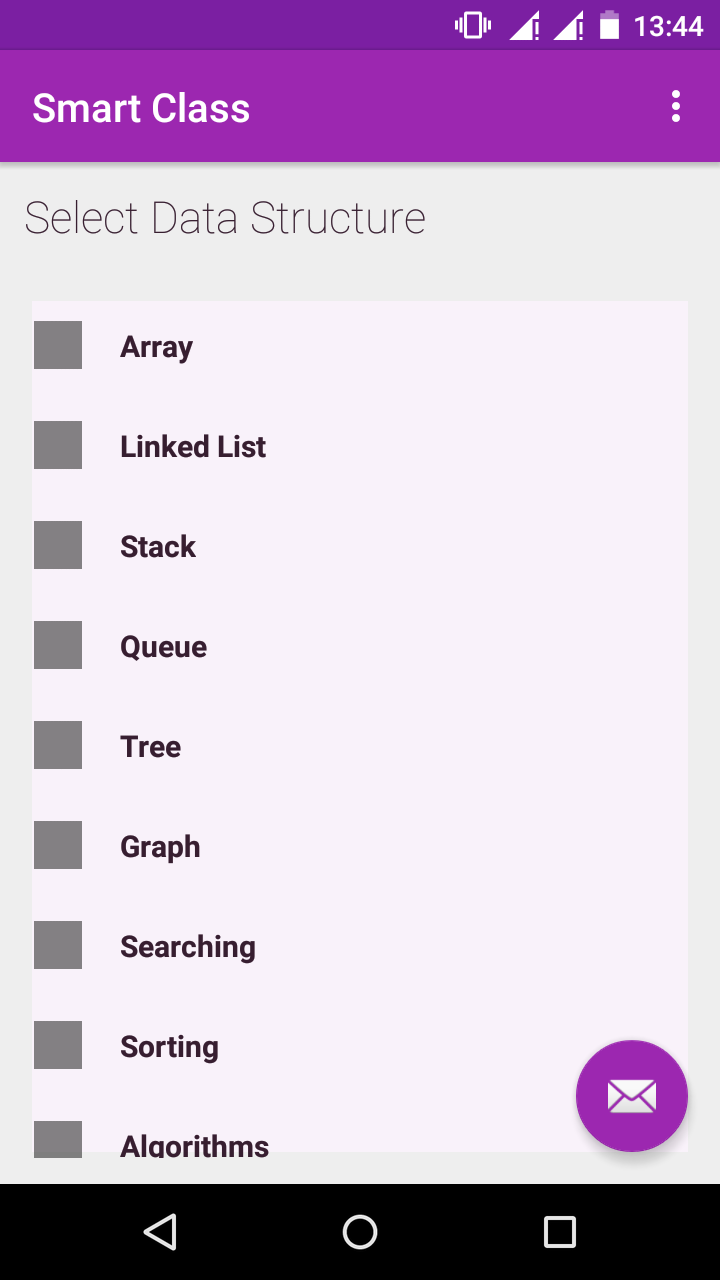 13:44
Smart Class
Select Data Structure
Array
Linked List
Stack
Queue
Tree
Graph
Searching
Sorting
Algorithms